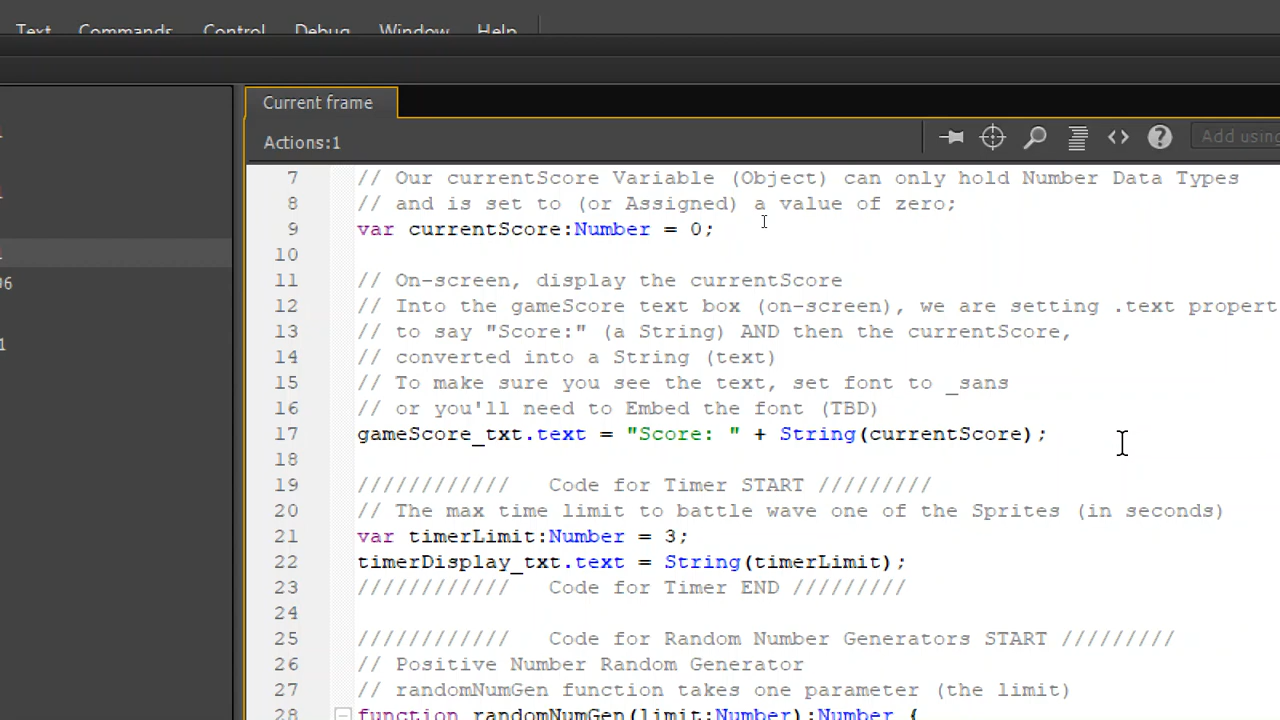 Text Commands Control Debug Window Help
Current frame
Actions:1
Add using
7 // Our currentScore Variable (Object) can only hold Number Data Types
8 // and is set to (or Assigned) a value of zero;
9 var currentScore:Number = 0;
10
11 // On-screen, display the currentScore
12 // Into the gameScore text box (on-screen), we are setting .text propert
13 // to say "Score:" (a String) AND then the currentScore,
14 // converted into a String (text)
15 // To make sure you see the text, set font to _sans
16 // or you'll need to Embed the font (TBD)
17 gameScore_txt.text = "Score: " + String(currentScore);
18
19 //////////// Code for Timer START /////////
20 // The max time limit to battle wave one of the Sprites (in seconds)
21 var timerLimit:Number = 3;
22 timerDisplay_txt.text = String(timerLimit);
23 //////////// Code for Timer END /////////
24
25 //////////// Code for Random Number Generators START /////////
26 // Positive Number Random Generator
27 // randomNumGen function takes one parameter (the limit)
28 function randomNumGen(limit:Number):Number {